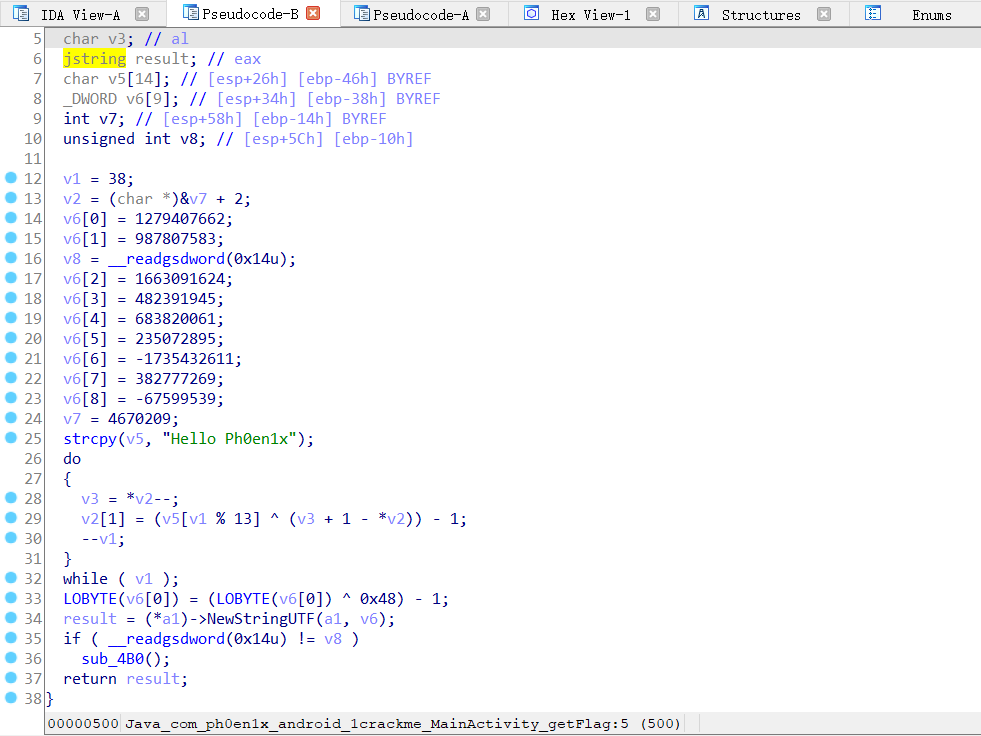 IDA View-A Pseudocode-B Pseudocode-A Hex View-1 Structures Enums
5 char v3; // al
6 jstring result; // eax
7 char v5[14]; // [esp+26h] [ebp-46h] BYREF
8 _DWORD v6[9]; // [esp+34h] [ebp-38h] BYREF
9 int v7; // [esp+58h] [ebp-14h] BYREF
10 unsigned int v8; // [esp+5Ch] [ebp-10h]
11
12 v1 = 38;
13 v2 = (char *)&v7 + 2;
14 v6[0] = 1279407662;
15 v6[1] = 987807583;
16 v8 = __readgsdword(0x14u);
17 v6[2] = 1663091624;
18 v6[3] = 482391945;
19 v6[4] = 683820061;
20 v6[5] = 235072895;
21 v6[6] = -1735432611;
22 v6[7] = 382777269;
23 v6[8] = -67599539;
24 v7 = 4670209;
25 strcpy(v5, "Hello Ph0en1x");
26 do
27 {
28 v3 = *v2--;
29 v2[1] = (v5[v1 % 13] ^ (v3 + 1 - *v2)) - 1;
30 --v1;
31 }
32 while ( v1 );
33 LOBYTE(v6[0]) = (LOBYTE(v6[0]) ^ 0x48) - 1;
34 result = (*a1)->NewStringUTF(a1, v6);
35 if ( __readgsdword(0x14u) != v8 )
36 sub_4B0();
37 return result;
38 }
00000500 Java_com_ph0en1x_android_1crackme_MainActivity_getFlag:5 (500)